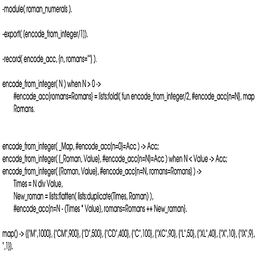 -module( roman_numerals ).
-export( [encode_from_integer/1]).
-record( encode_acc, {n, romans=""} ).
encode_from_integer( N ) when N > 0 ->
#encode_acc{romans=Romans} = lists:foldl( fun encode_from_integer/2, #encode_acc{n=N}, map
Romans.
encode_from_integer( _Map, #encode_acc{n=0}=Acc ) -> Acc;
encode_from_integer( {_Roman, Value}, #encode_acc{n=N}=Acc ) when N < Value -> Acc;
encode_from_integer( {Roman, Value}, #encode_acc{n=N, romans=Romans} ) ->
Times = N div Value,
New_roman = lists:flatten( lists:duplicate(Times, Roman) ),
#encode_acc{n=N - (Times * Value), romans=Romans ++ New_roman}.
map() -> [{"M",1000}, {"CM",900}, {"D",500}, {"CD",400}, {"C",100}, {"XC",90}, {"L",50}, {"XL",40}, {"X",10}, {"IX",9},
",1}].